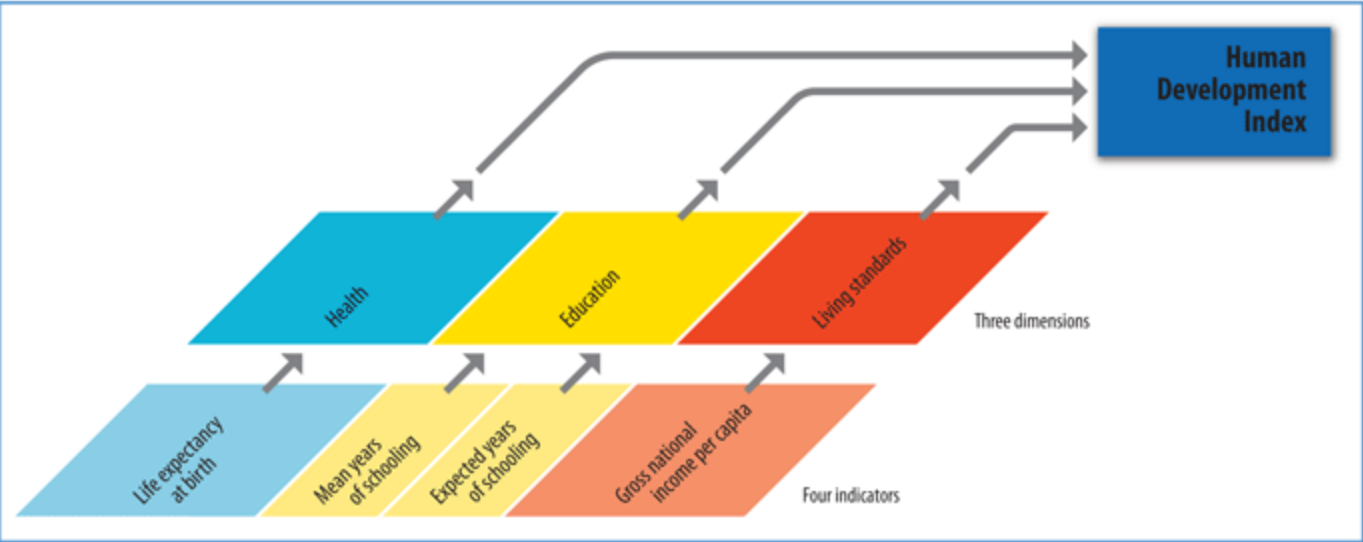 Human
Development
Index
Health
Education
Living standards
Three dimensions
Life expectancy
at birth
Mean years
of schooling
Expected years
of schooling
Gross national
income per capita
Four indicators